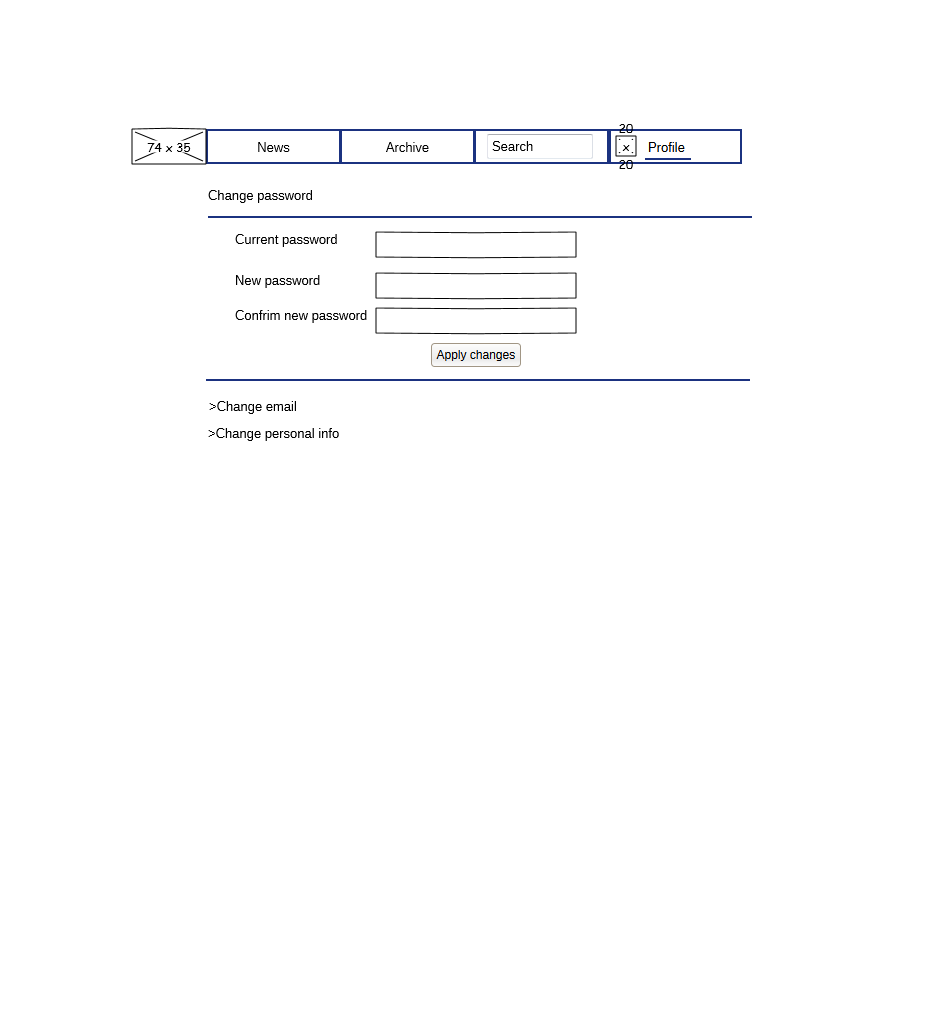 20
74 x 35 News Archive Search x Profile
20
Change password
Current password
New password
Confrim new password
Apply changes
>Change email
>Change personal info